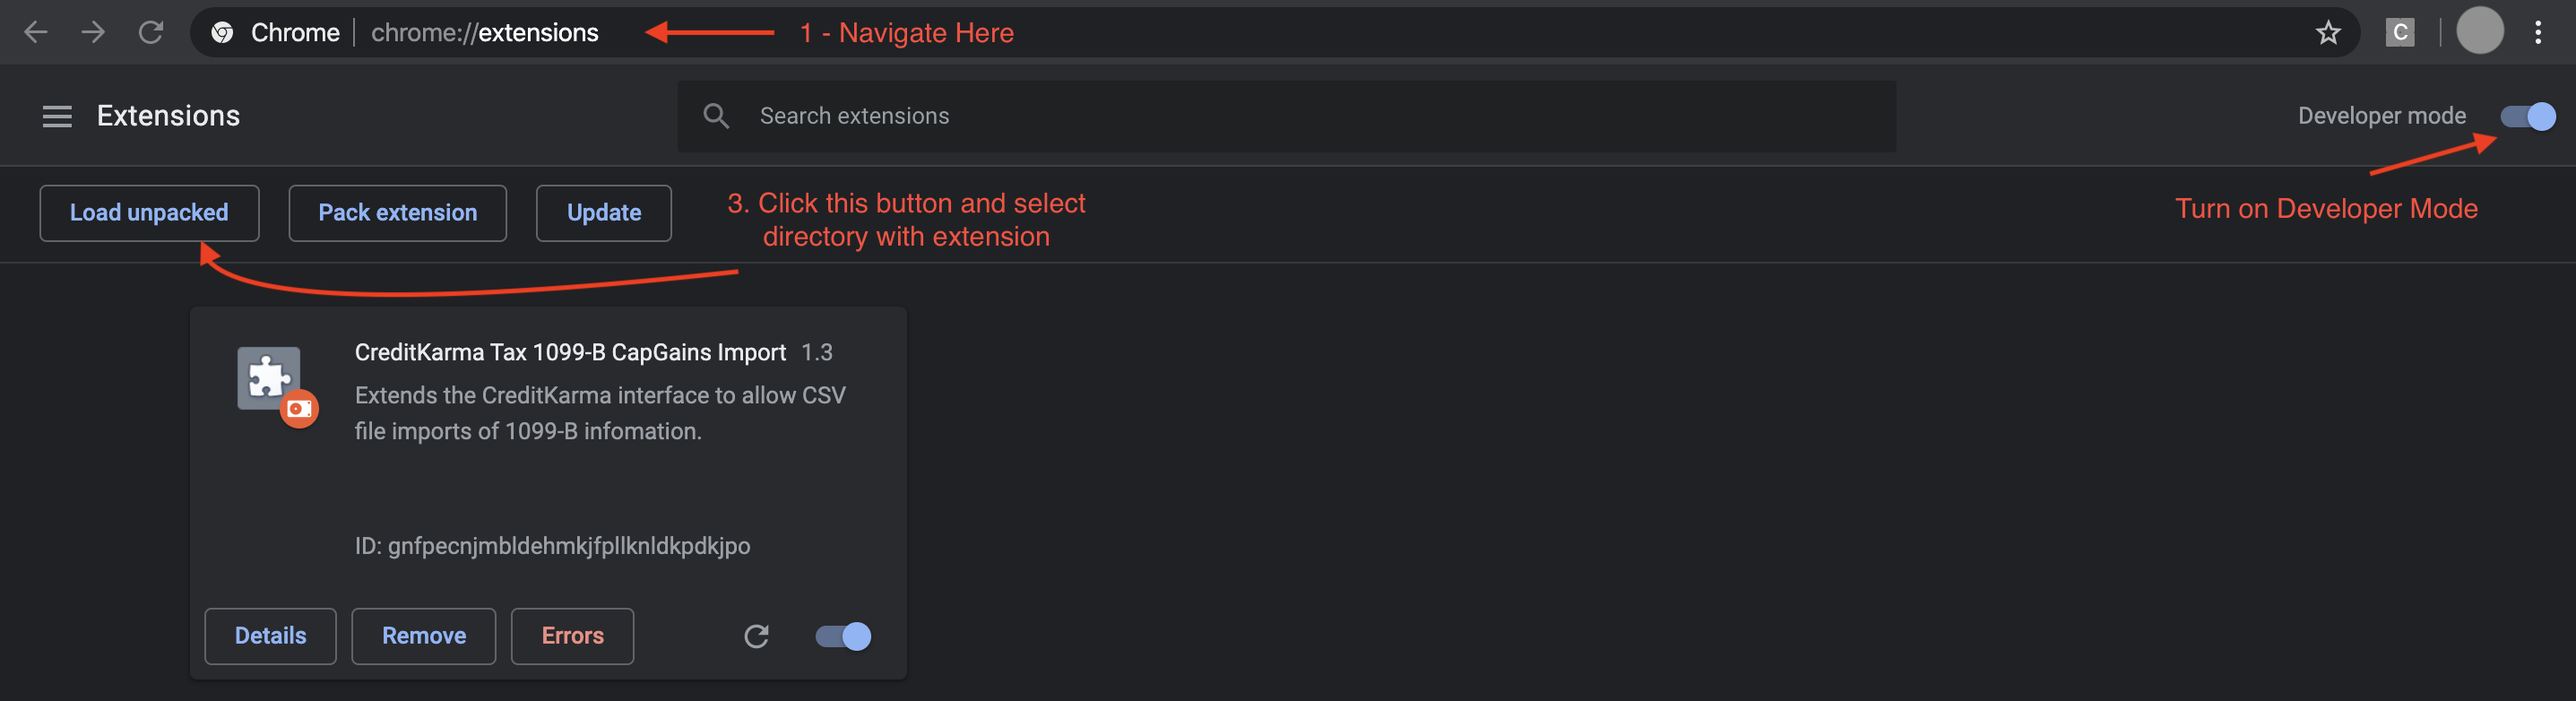 Chrome | chrome://extensions
1 - Navigate Here
C
Extensions
Search extensions
Developer mode
Load unpacked
Pack extension
Update
3. Click this button and select
directory with extension
Turn on Developer Mode
CreditKarma Tax 1099-B CapGains Import 1.3
Extends the CreditKarma interface to allow CSV
file imports of 1099-B infomation.
ID: gnfpecnjmbldehmkjfpllknldkpdkjpo
Details
Remove
Errors